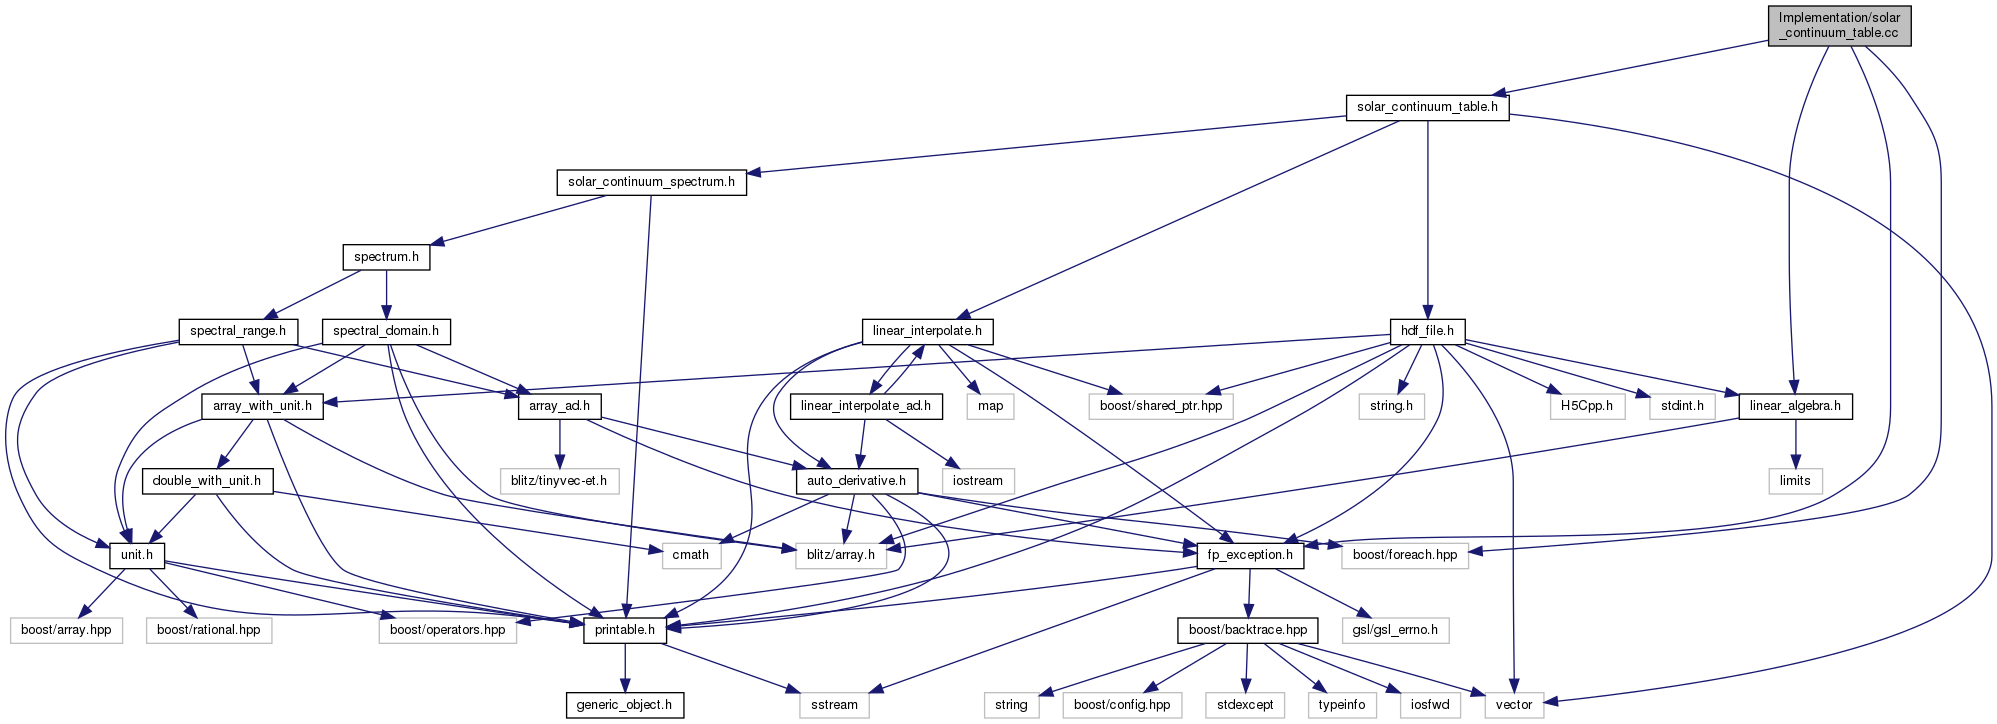 Implementation/solar
_continuum_table.cc
solar_continuum_table.h
solar_continuum_spectrum.h
spectrum.h
spectral_range.h
spectral_domain.h
linear_interpolate.h
hdf_file.h
array_with_unit.h
array_ad.h
linear_interpolate_ad.h
map
boost/shared_ptr.hpp
string.h
H5Cpp.h
stdint.h
linear_algebra.h
double_with_unit.h
blitz/tinyvec-et.h
auto_derivative.h
iostream
limits
unit.h
cmath
blitz/array.h
fp_exception.h
boost/foreach.hpp
boost/array.hpp
boost/rational.hpp
boost/operators.hpp
printable.h
boost/backtrace.hpp
gsl/gsl_errno.h
generic_object.h
sstream
string
boost/config.hpp
stdexcept
typeinfo
iosfwd
vector